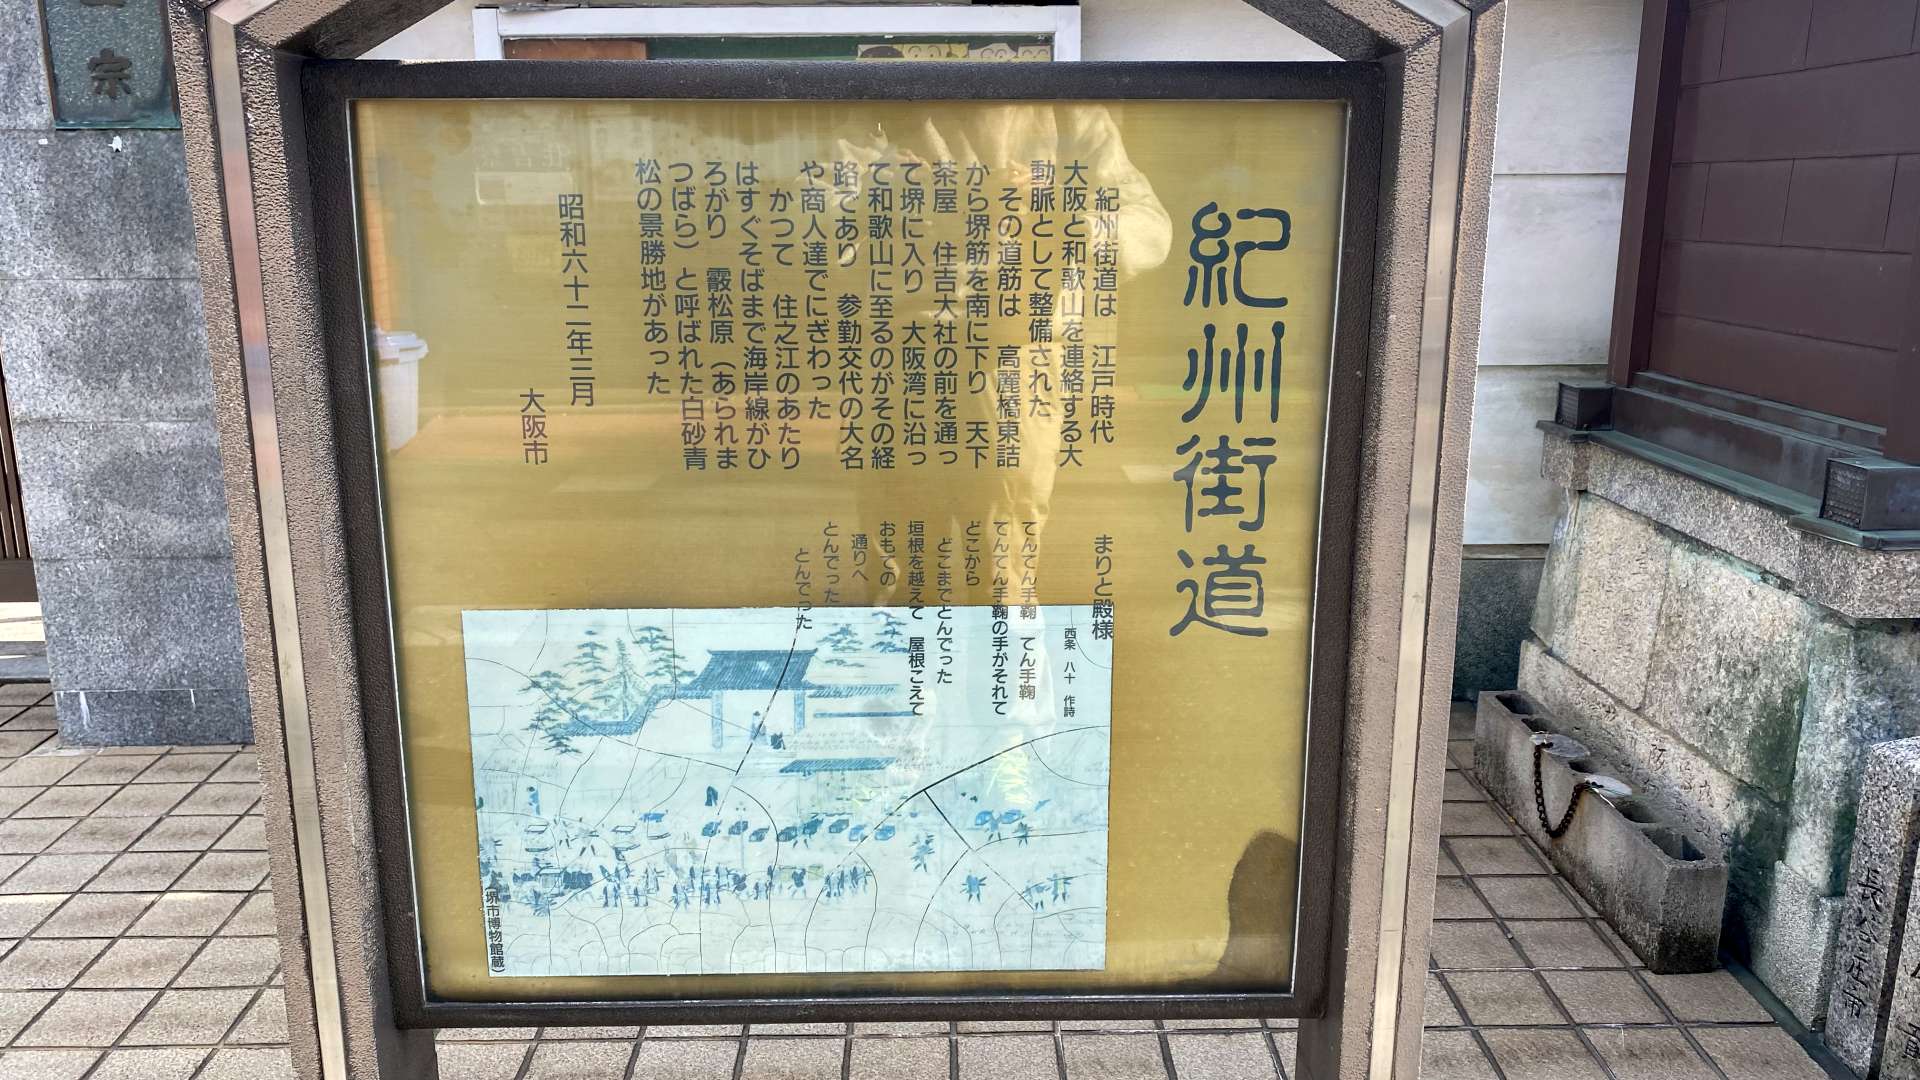 紀州街道
紀州街道は　江戸時代
大阪と和歌山を連絡する大
動脈として整備された
その道筋は　高麗橋東詰
から堺筋を南に下り　天下
茶屋　住吉大社の前を通っ
て堺に入り　大阪湾に沿っ
て和歌山に至るのがその経
路であり　参勤交代の大名
や商人達でにぎわった
かつて　住之江のあたり
はすぐそばまで海岸線がひ
ろがり　霰松原（あられま
つばら）と呼ばれた白砂青
松の景勝地があった
昭和六十二年三月
大阪市
まりと殿様
西条　八十　作詩
てんてん手鞠　てん手鞠
てんてん手鞠の手がそれて
どこから
どこまでとんでった
垣根を越えて　屋根こえて
おもての
通りへ
とんでった
とんでった
（堺市博物館蔵）
宗